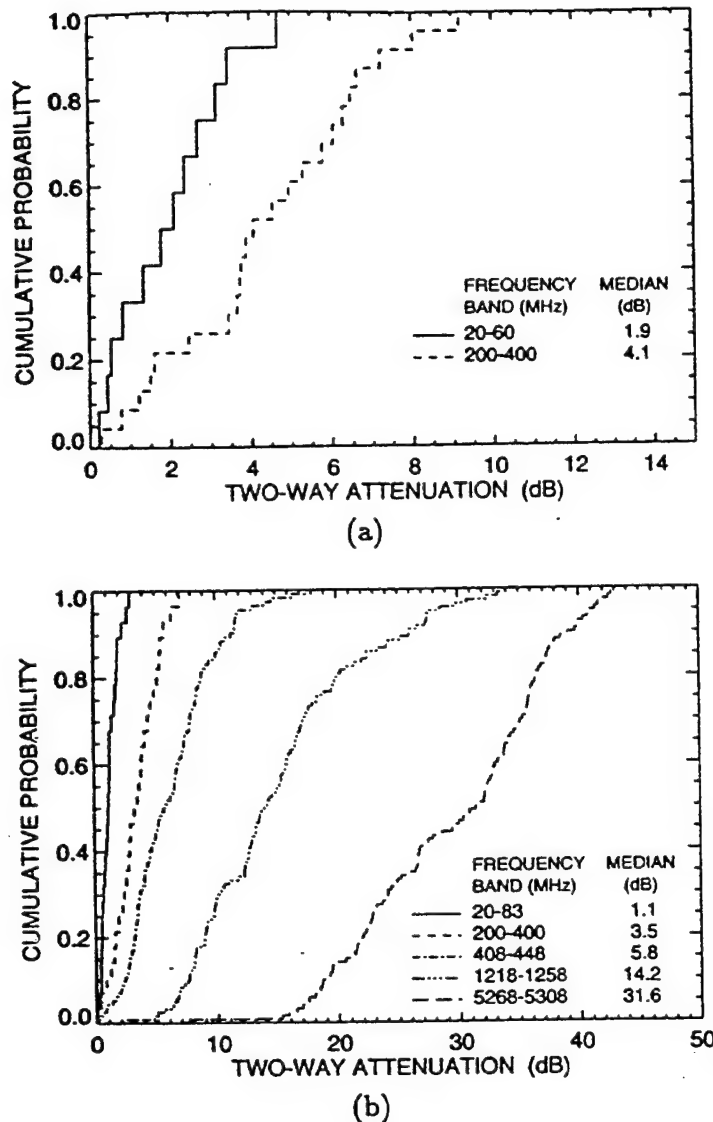 1.0
0.8
0.6
0.4
0.2
0.0
CUMULATIVE PROBABILITY
FREQUENCY MEDIAN
BAND (MHz) (dB)
20-60 1.9
200-400 4.1
0 2 4 6 8 10 12 14
TWO-WAY ATTENUATION (dB)
(a)
1.0
0.8
0.6
0.4
0.2
0.0
CUMULATIVE PROBABILITY
FREQUENCY MEDIAN
BAND (MHz) (dB)
20-83 1.1
200-400 3.5
408-448 5.8
1218-1258 14.2
5268-5308 31.6
0 10 20 30 40 50
TWO-WAY ATTENUATION (dB)
(b)